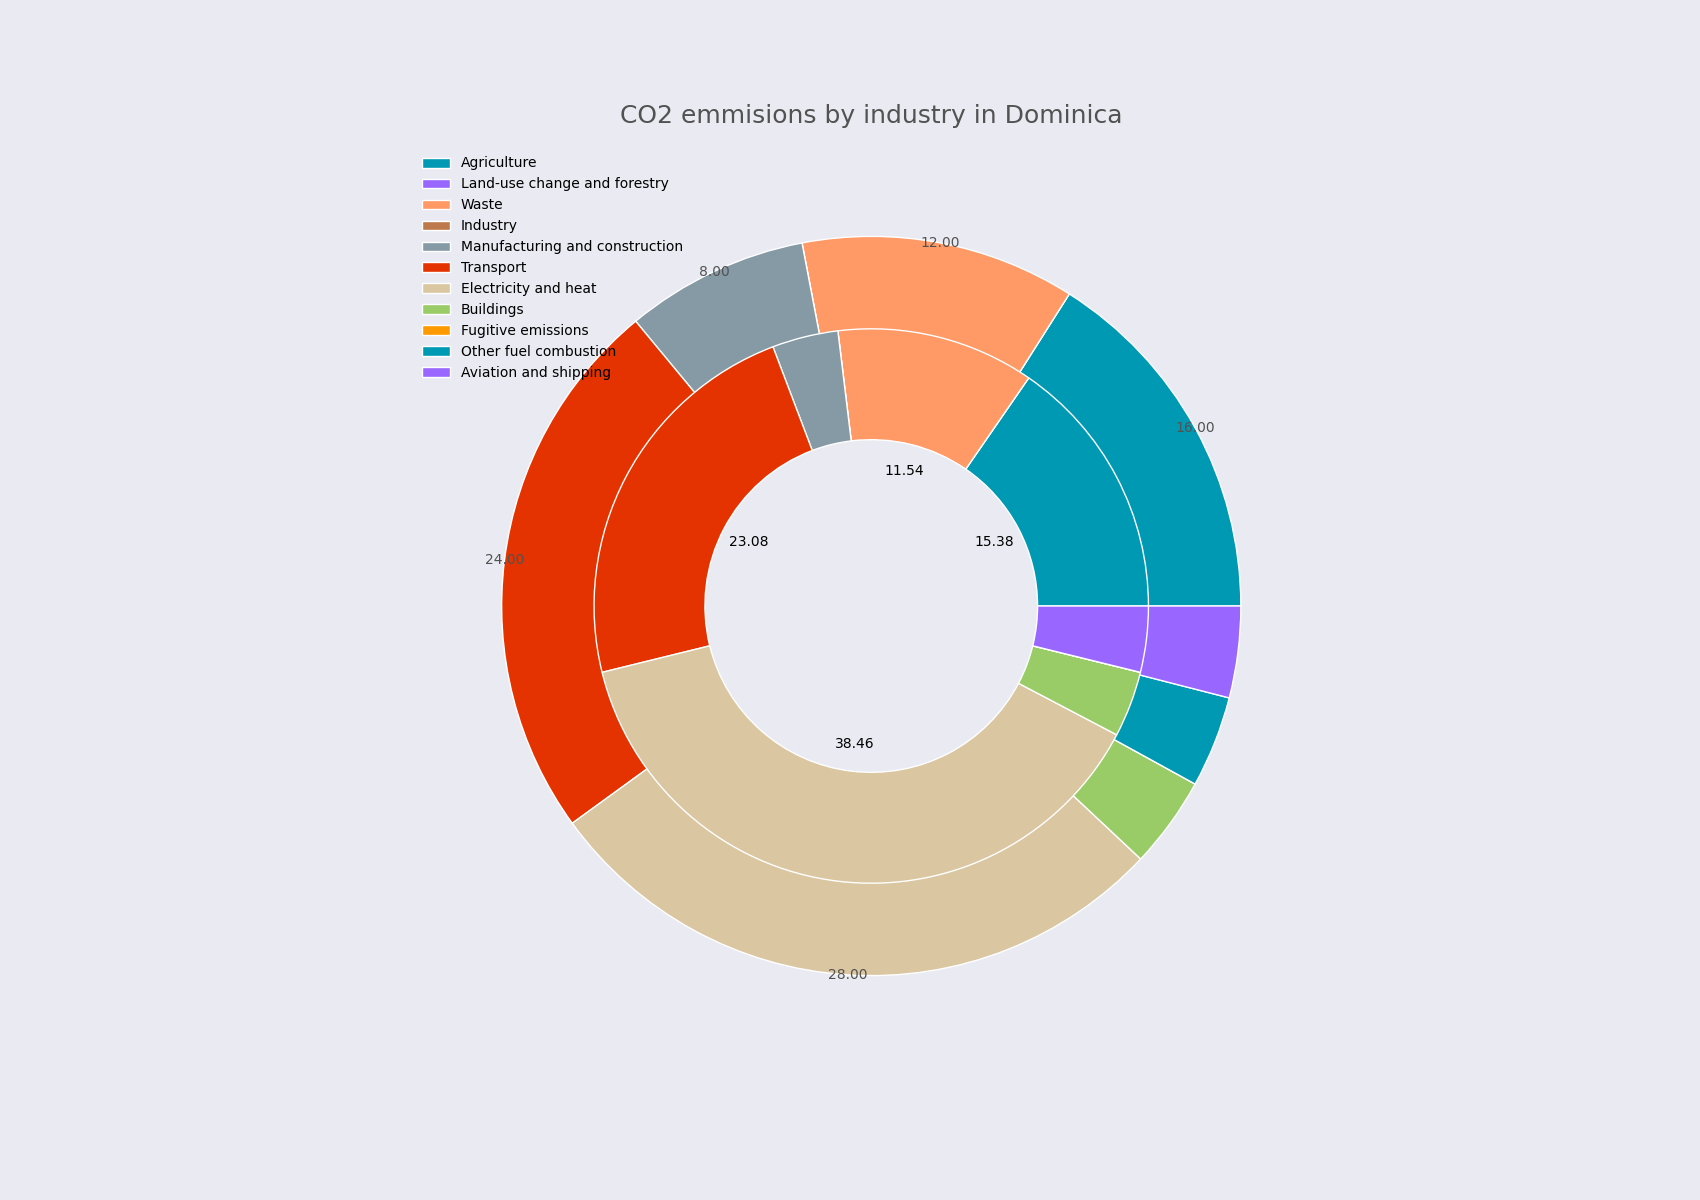 CO2 emmisions by industry in Dominica
Agriculture
Land-use change and forestry
Waste
Industry
Manufacturing and construction
Transport
Electricity and heat
Buildings
Fugitive emissions
Other fuel combustion
Aviation and shipping
12.00
8.00
16.00
11.54
23.08
15.38
24.00
38.46
28.00